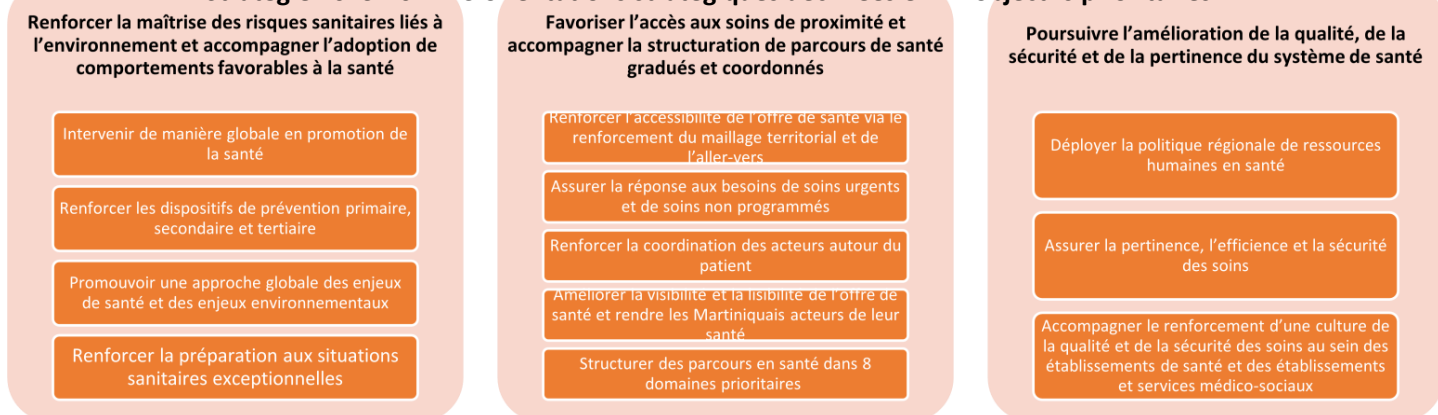 Renforcer la maîtrise des risques sanitaires liés à
l'environnement et accompagner l'adoption de
comportements favorables à la santé
Intervenir de manière globale en promotion de
la santé
Renforcer les dispositifs de prévention primaire,
secondaire et tertiaire
Promouvoir une approche globale des enjeux
de santé et des enjeux environnementaux
Renforcer la préparation aux situations
sanitaires exceptionnelles
Favoriser l'accès aux soins de proximité et
accompagner la structuration de parcours de santé
gradués et coordonnés
Renforcer l'accessibilité de l'offre de santé via le
renforcement du maillage territorial et de
l'aller-vers
Assurer la réponse aux besoins de soins urgents
et de soins non programmés
Renforcer la coordination des acteurs autour du
patient
Améliorer la visibilité et la lisibilité de l'offre de
santé et rendre les Martiniquais acteurs de leur
santé
Structurer des parcours en santé dans 8
domaines prioritaires
Poursuivre l'amélioration de la qualité, de la
sécurité et de la pertinence du système de santé
Déployer la politique régionale de ressources
humaines en santé
Assurer la pertinence, l'efficience et la sécurité
des soins
Accompagner le renforcement d'une culture de
la qualité et de la sécurité des soins au sein des
établissements de santé et des établissements
et services médico-sociaux